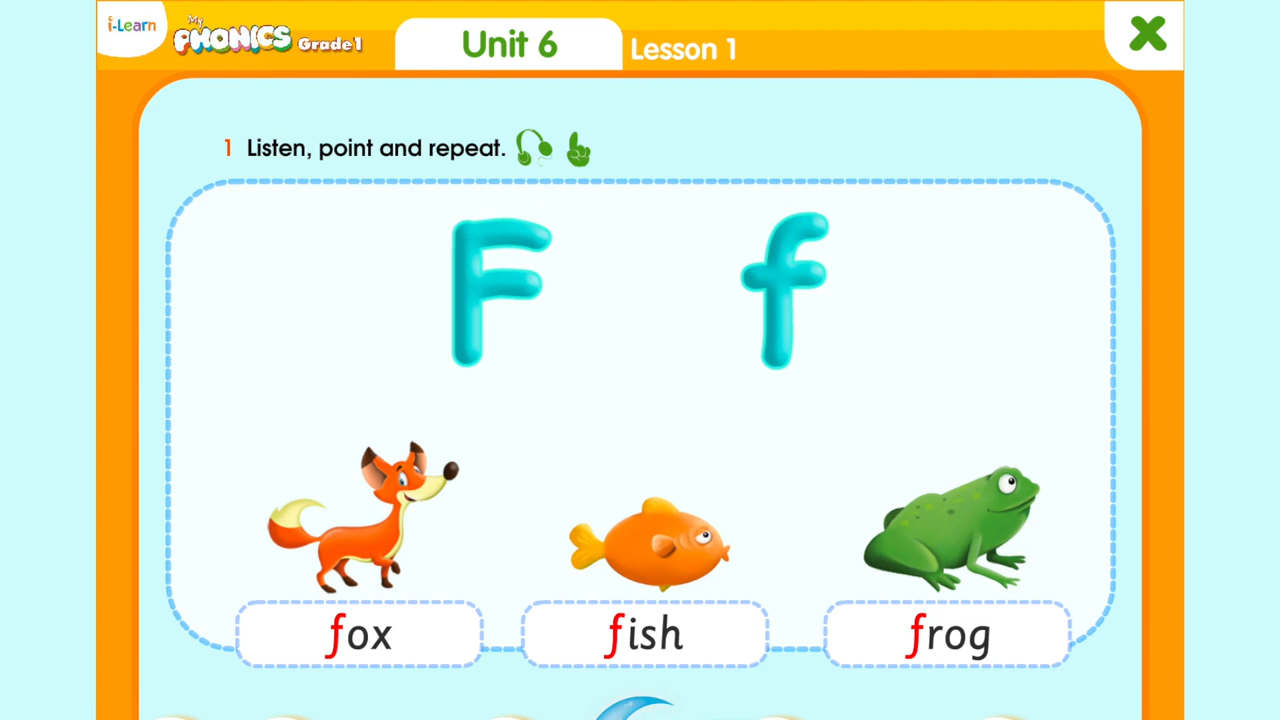 i-Learn
My
PHONICS Grade 1
Unit 6
Lesson 1
1 Listen, point and repeat.
F f
fox
fish
frog